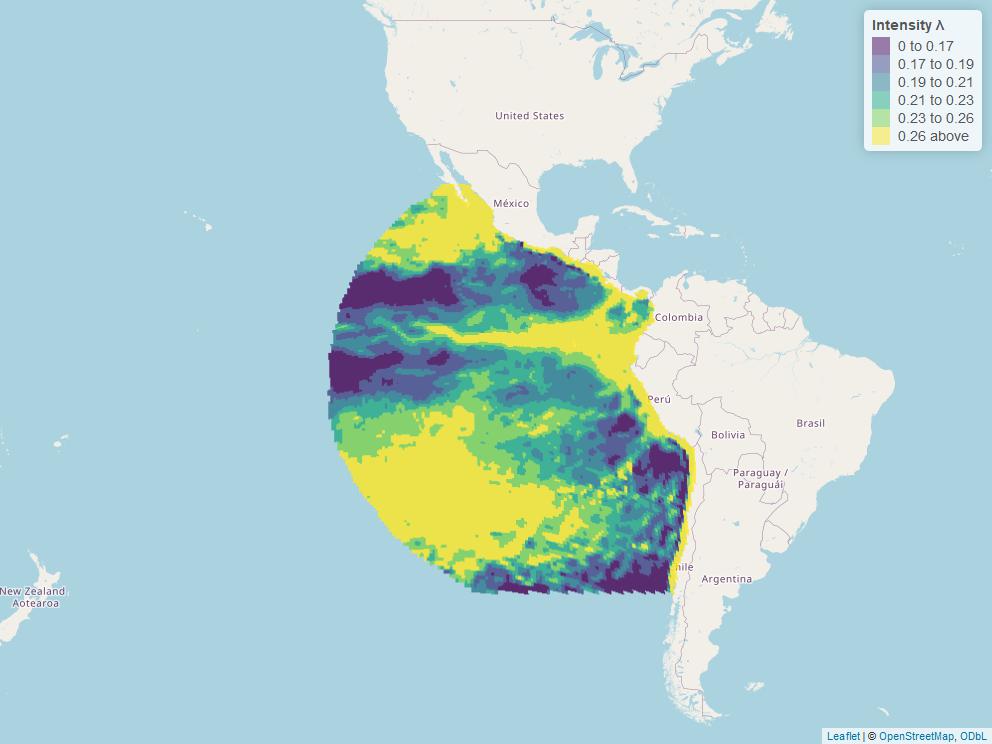 Intensity λ
0 to 0.17
0.17 to 0.19
0.19 to 0.21
0.21 to 0.23
0.23 to 0.26
0.26 above
United States
México
Colombia
Perú
Brasil
Bolivia
Paraguay /
Paraguái
hile
Argentina
New Zealand
Aotearoa
Leaflet | © OpenStreetMap, ODbL